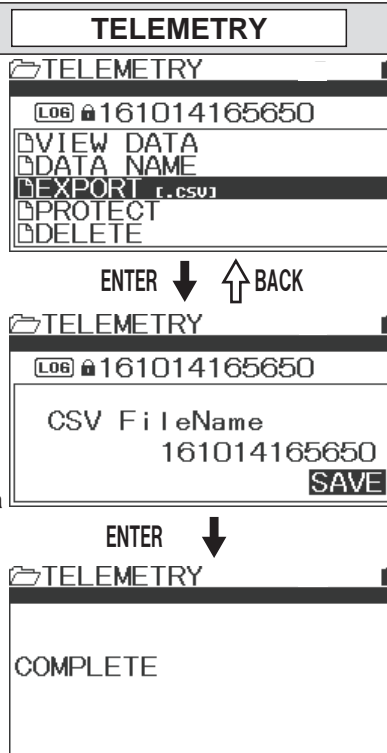 TELEMETRY
TELEMETRY
LOG 161014165650
VIEW DATA
DATA NAME
EXPORT [.CSV]
PROTECT
DELETE
ENTER BACK
TELEMETRY
LOG 161014165650
CSV FileName
161014165650
SAVE
ENTER
TELEMETRY
COMPLETE